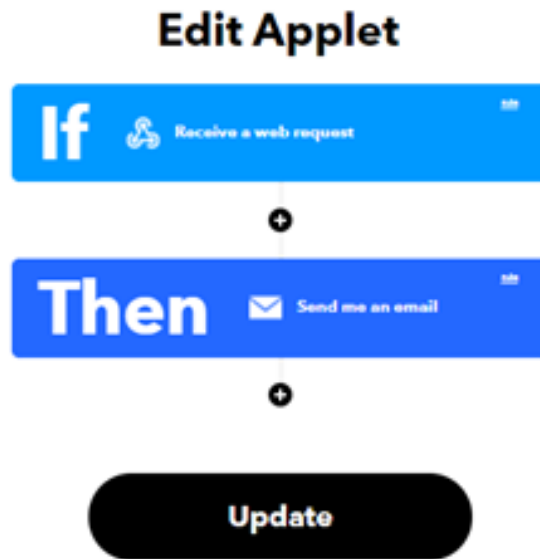 Edit Applet
If Receive a web request
Then Send me an email
Update